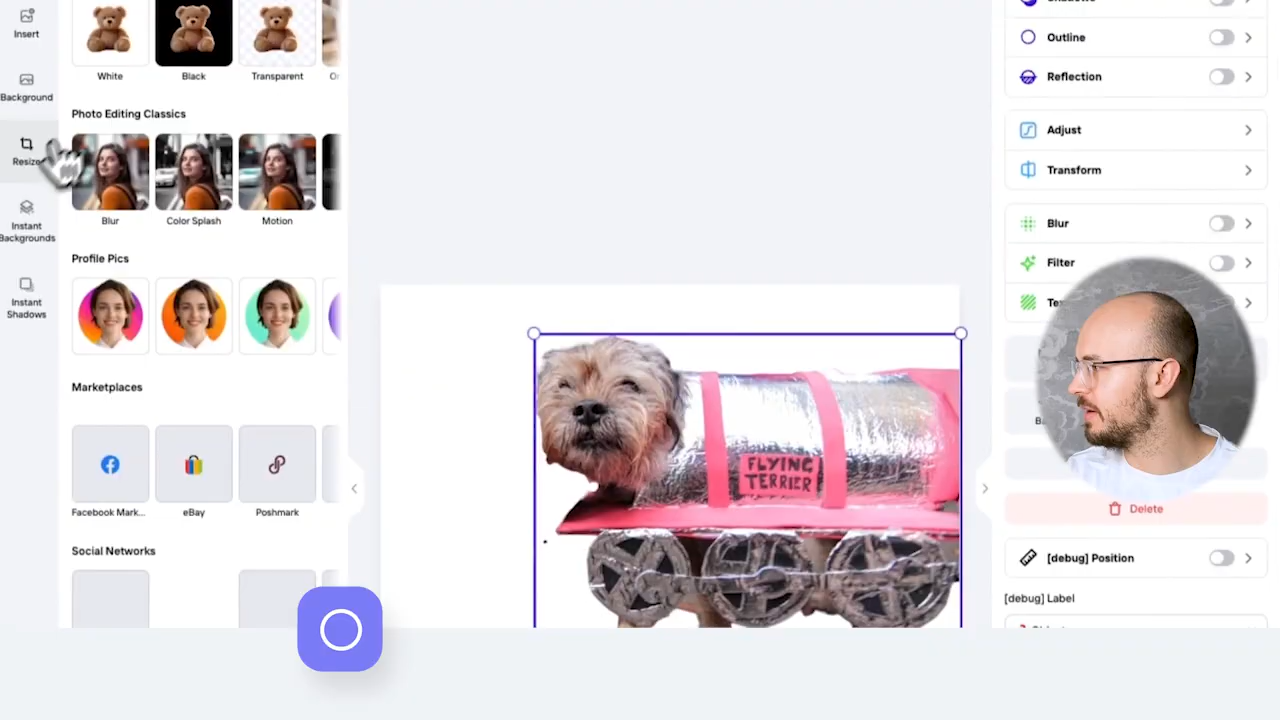 Insert
Background
Resize
Instant
Backgrounds
Instant
Shadows
White
Black
Transparent
Photo Editing Classics
Blur
Color Splash
Motion
Profile Pics
Marketplaces
Facebook Mark...
eBay
Poshmark
Social Networks
FLYING
TERRIER
Outline
Reflection
Adjust
Transform
Blur
Filter
Delete
[debug] Position
[debug] Label